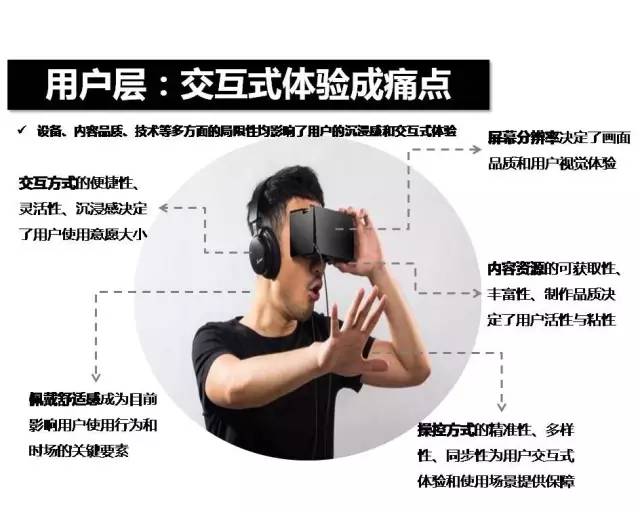 用户层：交互式体验成痛点
✓ 设备、内容品质、技术等多方面的局限性均影响了用户的沉浸感和交互式体验
屏幕分辨率决定了画面
品质和用户视觉体验
交互方式的便捷性、
灵活性、沉浸感决定
了用户使用意愿大小
内容资源的可获取性、
丰富性、制作品质决
定了用户活性与粘性
佩戴舒适感成为目前
影响用户使用行为和
时场的关键要素
操控方式的精准性、多样
性、同步性为用户交互式
体验和使用场景提供保障